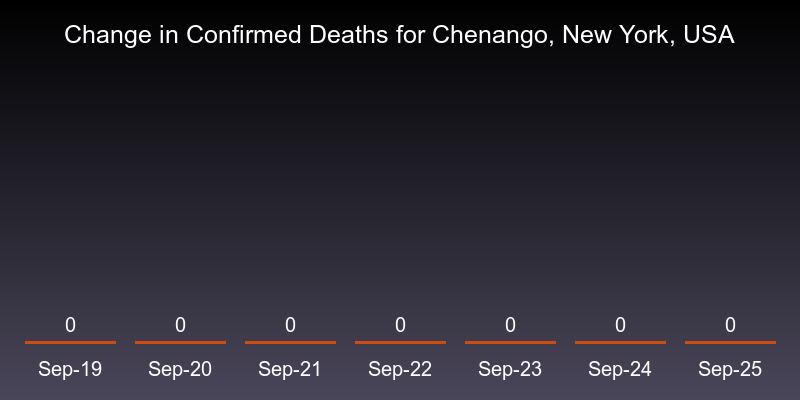 Change in Confirmed Deaths for Chenango, New York, USA
0 0 0 0 0 0 0
Sep-19 Sep-20 Sep-21 Sep-22 Sep-23 Sep-24 Sep-25